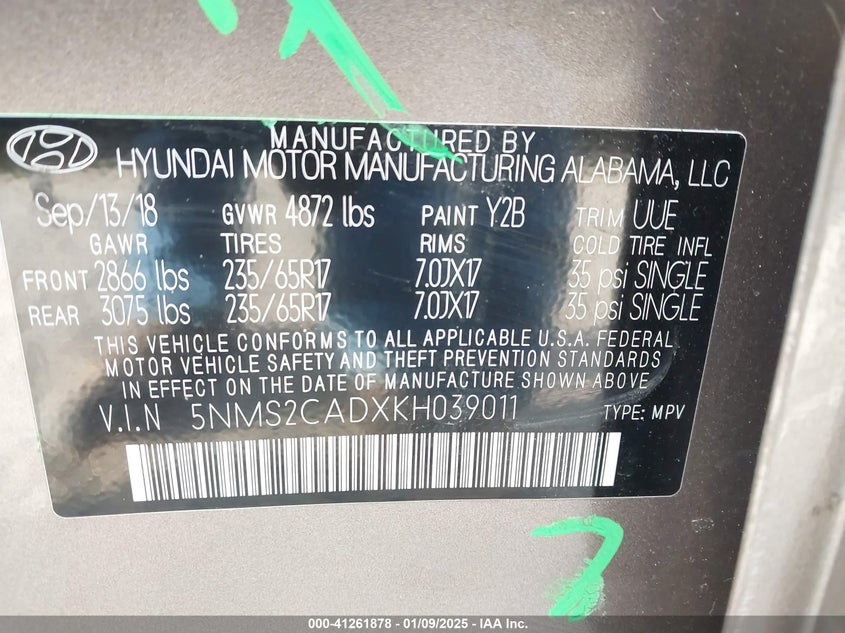 MANUFACTURED BY
HYUNDAI MOTOR MANUFACTURING ALABAMA, LLC
Sep/13/18 GVWR 4872 lbs PAINT Y2B TRIM UUE
GAWR TIRES RIMS COLD TIRE INFL
FRONT 2866 lbs 235/65R17 7.0JX17 35 psi SINGLE
REAR 3075 lbs 235/65R17 7.0JX17 35 psi SINGLE
THIS VEHICLE CONFORMS TO ALL APPLICABLE U.S.A. FEDERAL
MOTOR VEHICLE SAFETY AND THEFT PREVENTION STANDARDS
IN EFFECT ON THE DATE OF MANUFACTURE SHOWN ABOVE.
V.I.N 5NMS2CADXKH039011 TYPE: MPV
000-41261878 - 01/09/2025 - IAA Inc.